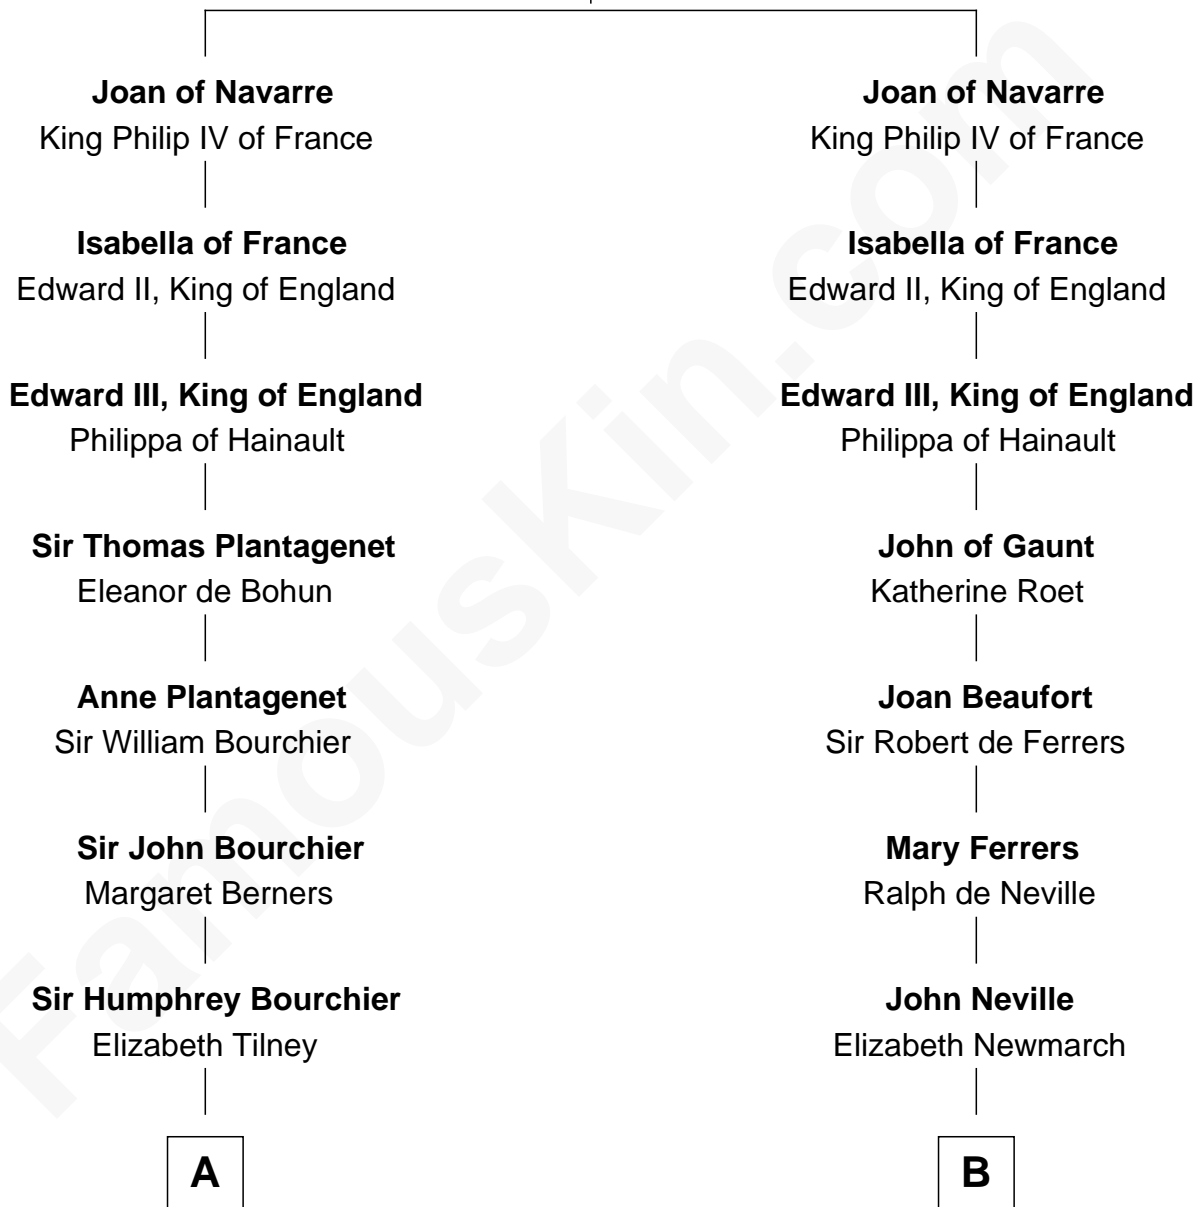 Joan of Navarre
King Philip IV of France
Isabella of France
Edward II, King of England
Edward III, King of England
Philippa of Hainault
Sir Thomas Plantagenet
Eleanor de Bohun
Anne Plantagenet
Sir William Bourchier
Sir John Bourchier
Margaret Berners
Sir Humphrey Bourchier
Elizabeth Tilney
A
Joan of Navarre
King Philip IV of France
Isabella of France
Edward II, King of England
Edward III, King of England
Philippa of Hainault
John of Gaunt
Katherine Roet
Joan Beaufort
Sir Robert de Ferrers
Mary Ferrers
Ralph de Neville
John Neville
Elizabeth Newmarch
B
FamousKin.com